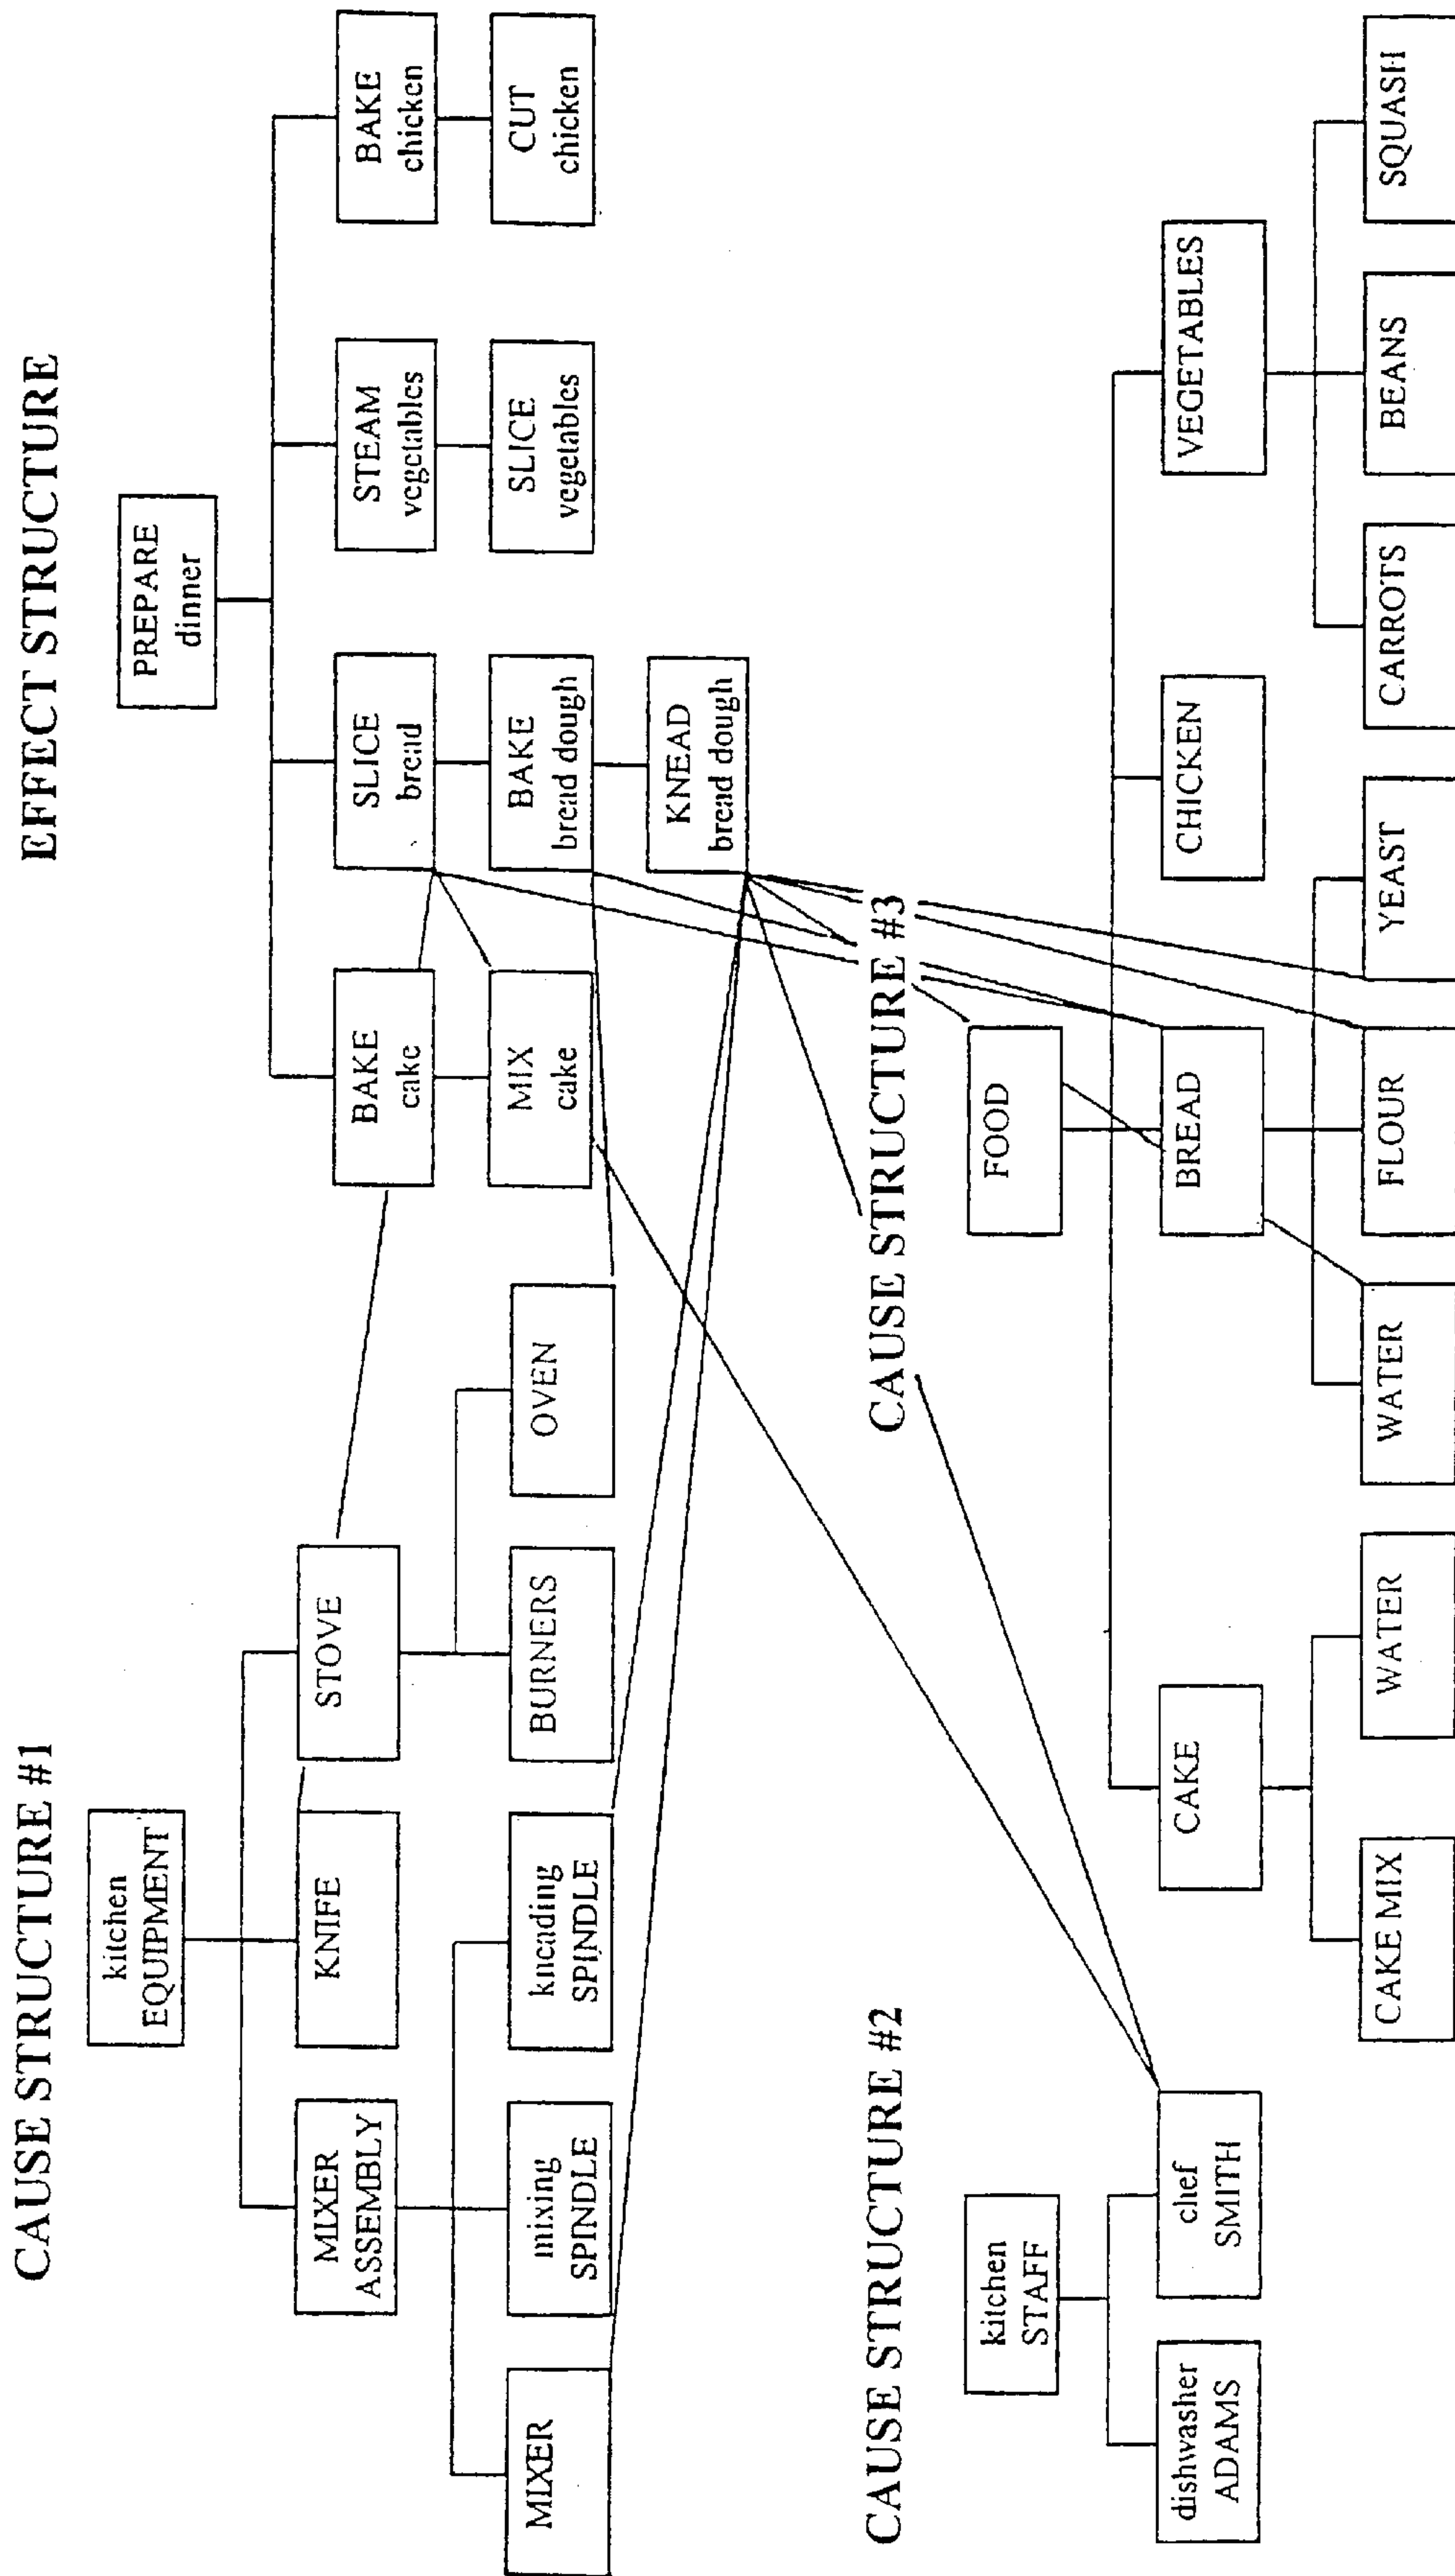 CAUSE STRUCTURE #1
kitchen
EQUIPMENT
MIXER
ASSEMBLY
KNIFE
STOVE
MIXER
mixing
SPINDLE
kneading
SPINDLE
BURNERS
OVEN
EFFECT STRUCTURE
PREPARE
dinner
BAKE
cake
SLICE
bread
STEAM
vegetables
BAKE
chicken
MIX
cake
BAKE
bread dough
SLICE
vegetables
CUT
chicken
KNEAD
bread dough
CAUSE STRUCTURE #2
kitchen
STAFF
dishwasher
ADAMS
chef
SMITH
CAUSE STRUCTURE #3
FOOD
CAKE
BREAD
CHICKEN
VEGETABLES
CAKE MIX
WATER
WATER
FLOUR
YEAST
CARROTS
BEANS
SQUASH